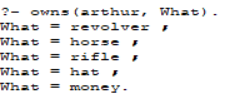 ?- owns(arthur, What).
What = revolver ;
What = horse ;
What = rifle ;
What = hat ;
What = money.